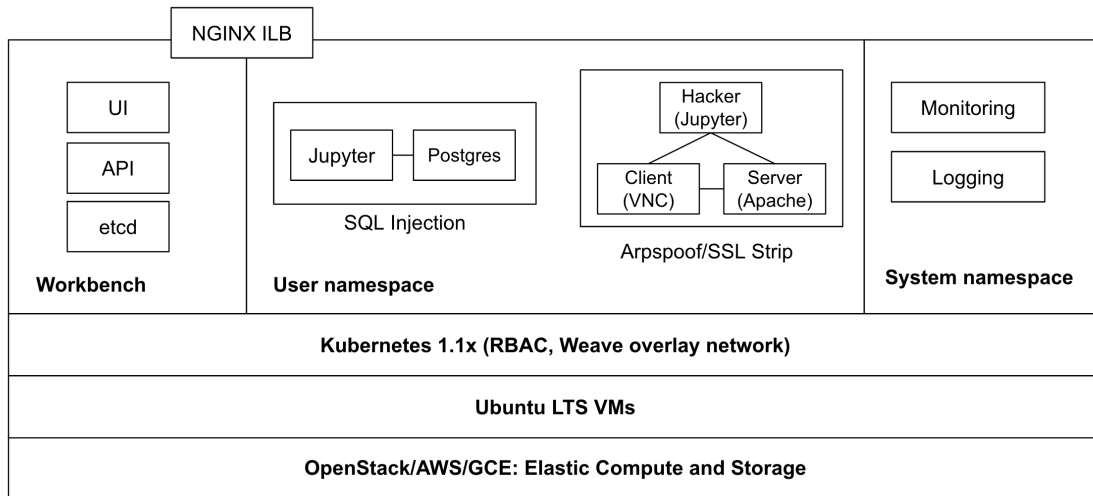 NGINX ILB
UI
API
etcd
Workbench
Jupyter
Postgres
SQL Injection
Hacker
(Jupyter)
Client
(VNC)
Server
(Apache)
Arpspoof/SSL Strip
User namespace
Monitoring
Logging
System namespace
Kubernetes 1.1x (RBAC, Weave overlay network)
Ubuntu LTS VMs
OpenStack/AWS/GCE: Elastic Compute and Storage